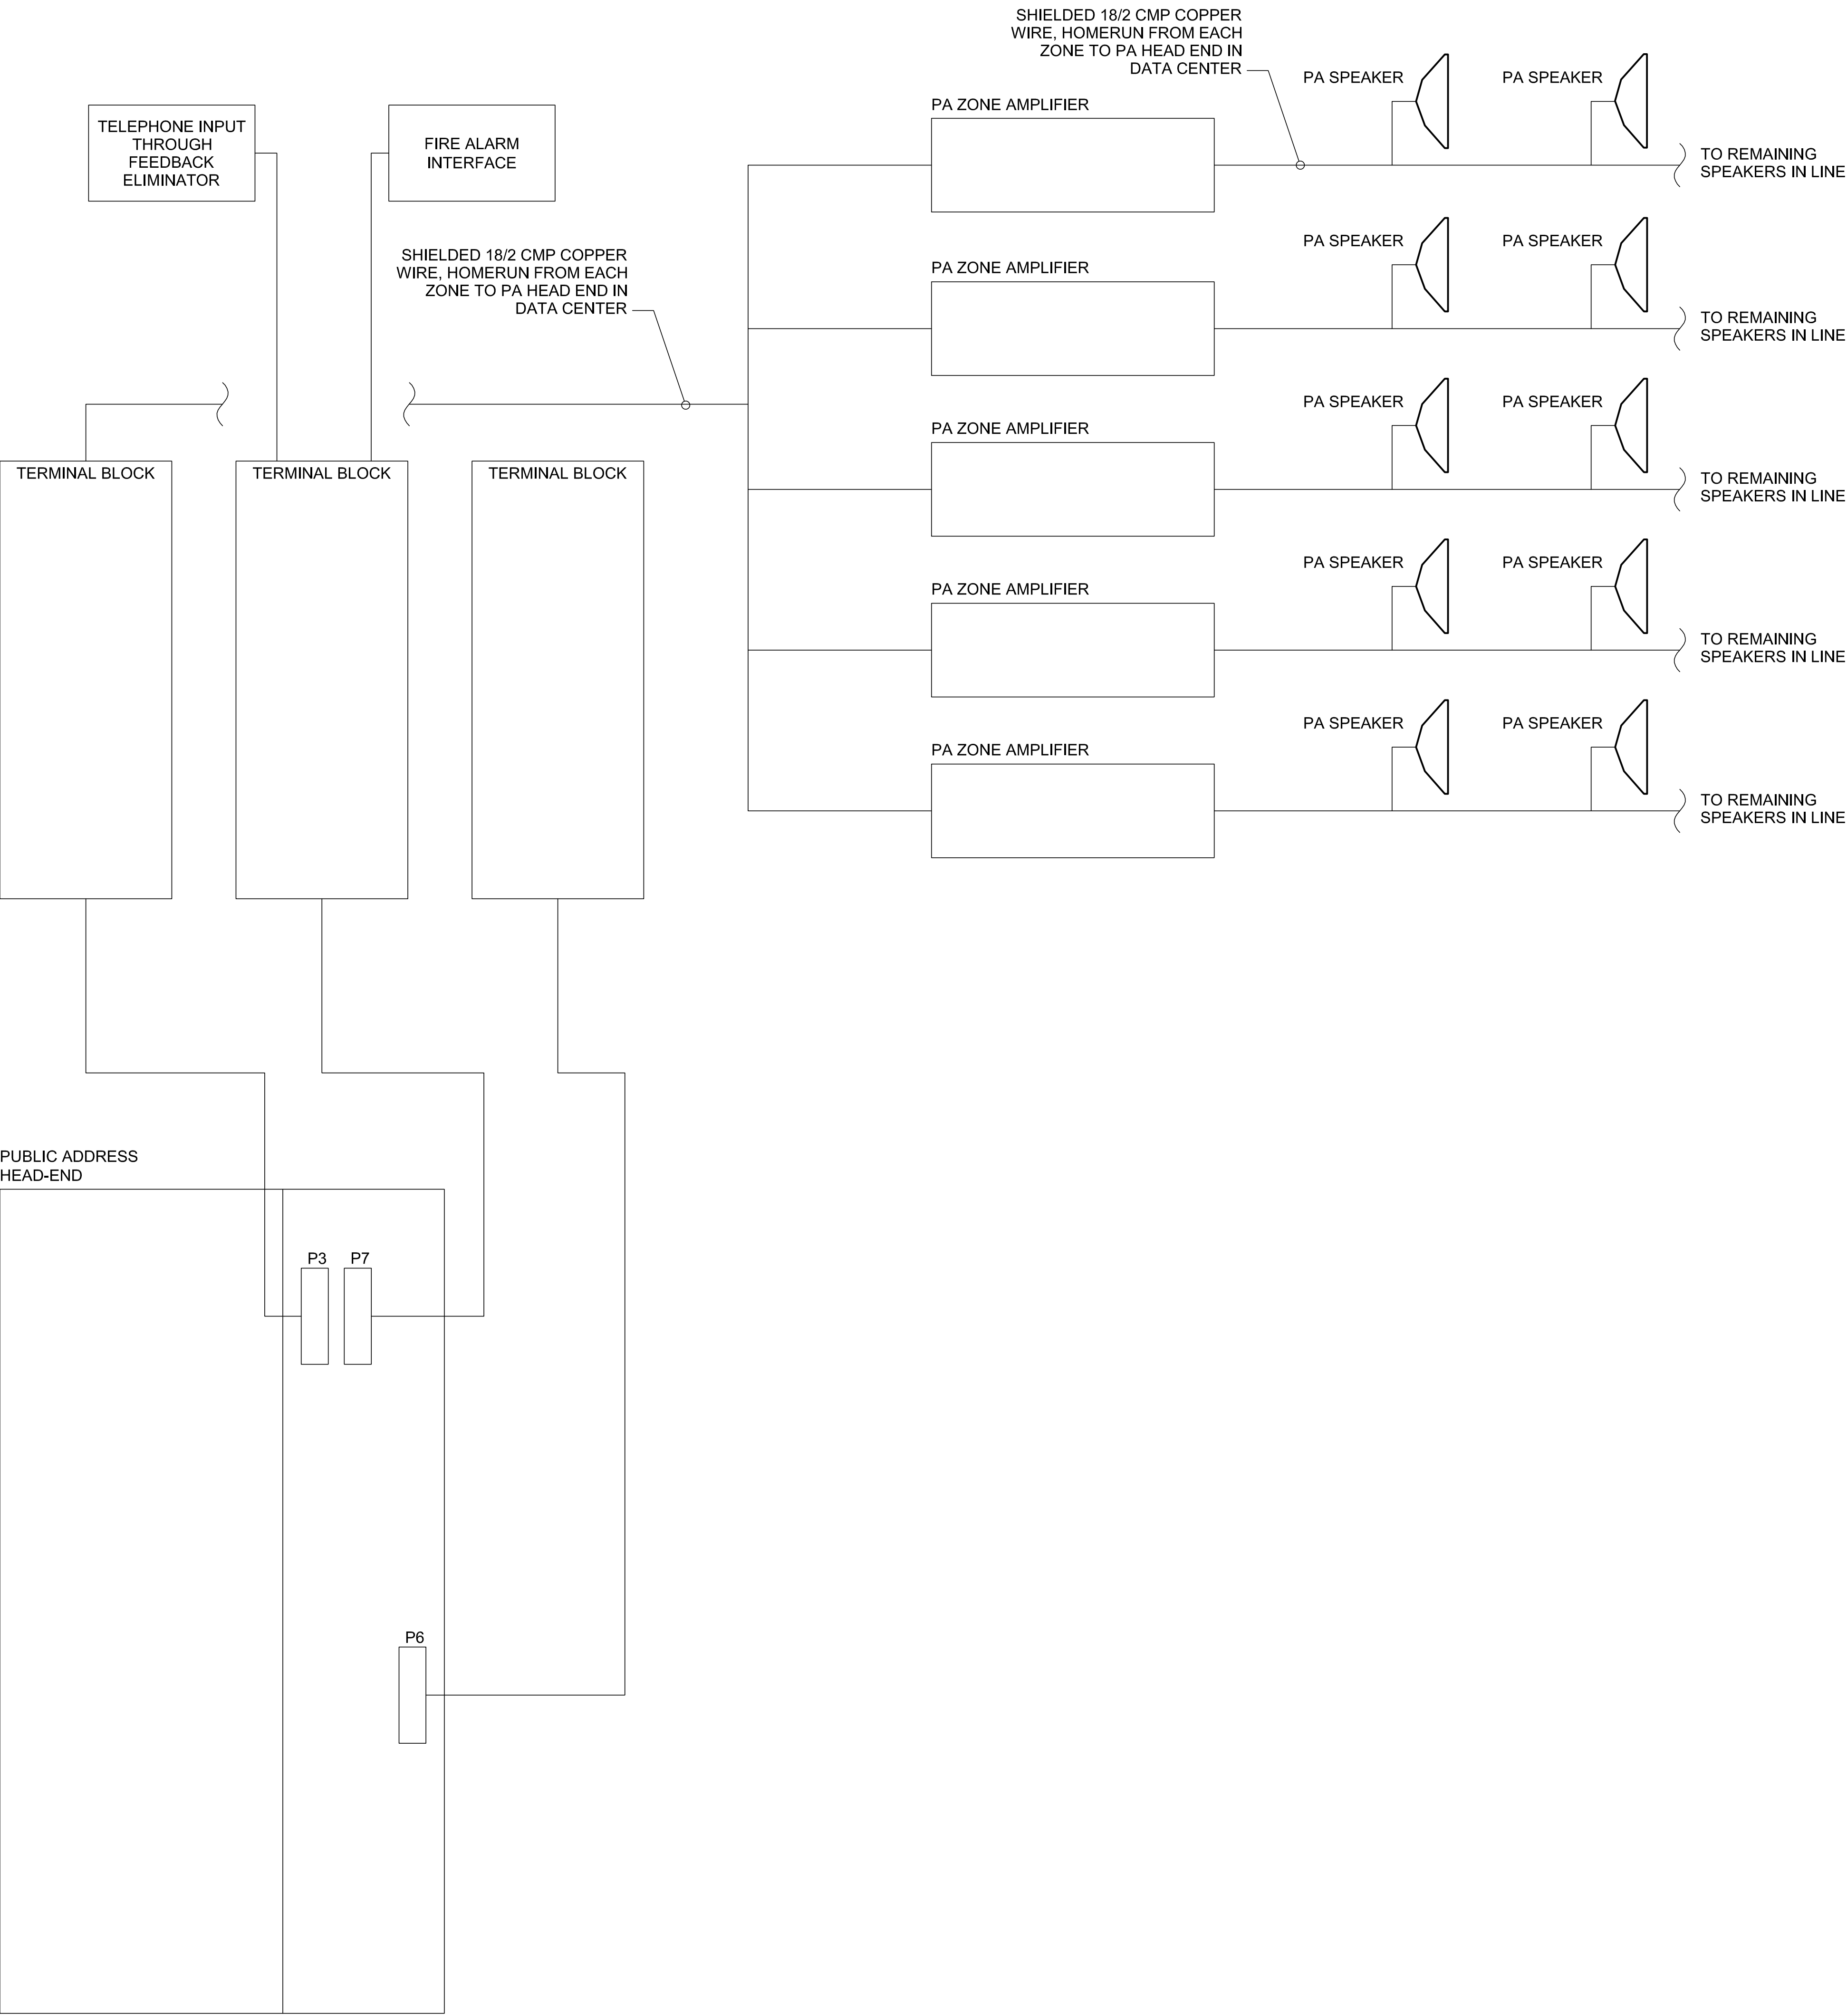 SHIELDED 18/2 CMP COPPER
WIRE, HOMERUN FROM EACH
ZONE TO PA HEAD END IN
DATA CENTER
PA SPEAKER
PA SPEAKER
PA ZONE AMPLIFIER
TELEPHONE INPUT
THROUGH
FEEDBACK
ELIMINATOR
FIRE ALARM
INTERFACE
TO REMAINING
SPEAKERS IN LINE
SHIELDED 18/2 CMP COPPER
WIRE, HOMERUN FROM EACH
ZONE TO PA HEAD END IN
DATA CENTER
PA SPEAKER
PA SPEAKER
PA ZONE AMPLIFIER
TO REMAINING
SPEAKERS IN LINE
PA SPEAKER
PA SPEAKER
PA ZONE AMPLIFIER
TERMINAL BLOCK
TERMINAL BLOCK
TERMINAL BLOCK
TO REMAINING
SPEAKERS IN LINE
PA SPEAKER
PA SPEAKER
PA ZONE AMPLIFIER
TO REMAINING
SPEAKERS IN LINE
PA SPEAKER
PA SPEAKER
PA ZONE AMPLIFIER
TO REMAINING
SPEAKERS IN LINE
PUBLIC ADDRESS
HEAD-END
P3
P7
P6